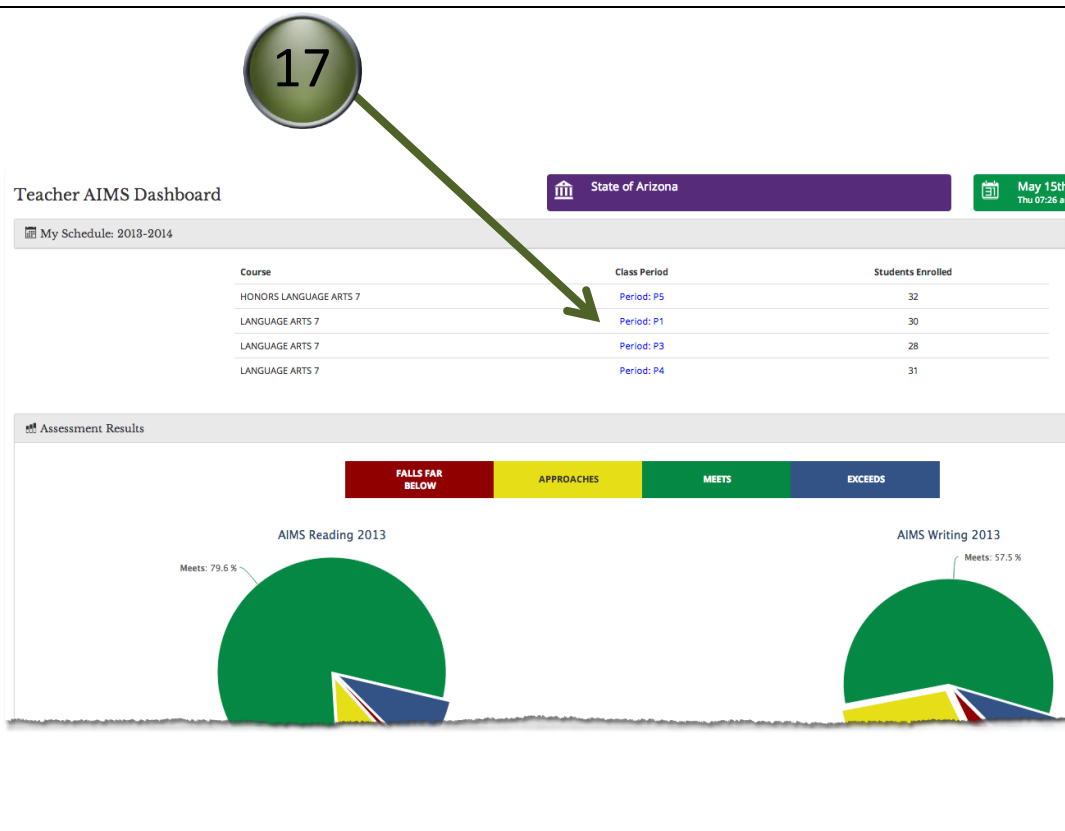 17
Teacher AIMS Dashboard
State of Arizona
May 15th
Thu 07:26 a
My Schedule: 2013-2014
Course Class Period Students Enrolled
HONORS LANGUAGE ARTS 7 Period: P5 32
LANGUAGE ARTS 7 Period: P1 30
LANGUAGE ARTS 7 Period: P3 28
LANGUAGE ARTS 7 Period: P4 31
Assessment Results
FALLS FAR
BELOW
APPROACHES MEETS EXCEEDS
AIMS Reading 2013
Meets: 79.6 %
AIMS Writing 2013
Meets: 57.5 %